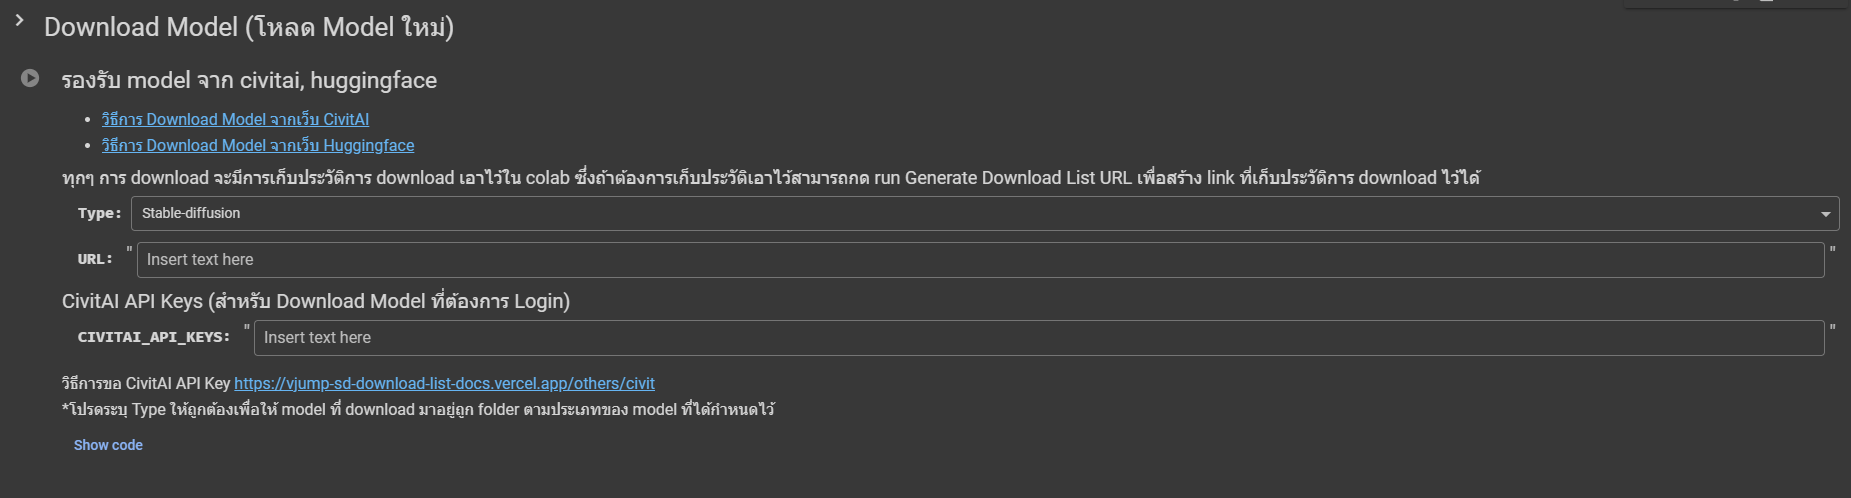 Download Model (โหลด Model ใหม่)
รองรับ model จาก civitai, huggingface
• วิธีการ Download Model จากเว็บ CivitAI
• วิธีการ Download Model จากเว็บ Huggingface
ทุกๆ การ download จะมีการเก็บประวัติการ download เอาไว้ใน colab ซึ่งถ้าต้องการเก็บประวัติเอาไว้สามารถกด run Generate Download List URL เพื่อสร้าง link ที่เก็บประวัติการ download ไว้ได้
Type: Stable-diffusion
URL: " Insert text here "
CivitAI API Keys (สำหรับ Download Model ที่ต้องการ Login)
CIVITAI_API_KEYS: " Insert text here "
วิธีการขอ CivitAI API Key https://vjump-sd-download-list-docs.vercel.app/others/civit
*โปรดระบุ Type ให้ถูกต้องเพื่อให้ model ที่ download มาอยู่ถูก folder ตามประเภทของ model ที่ได้กำหนดไว้
Show code